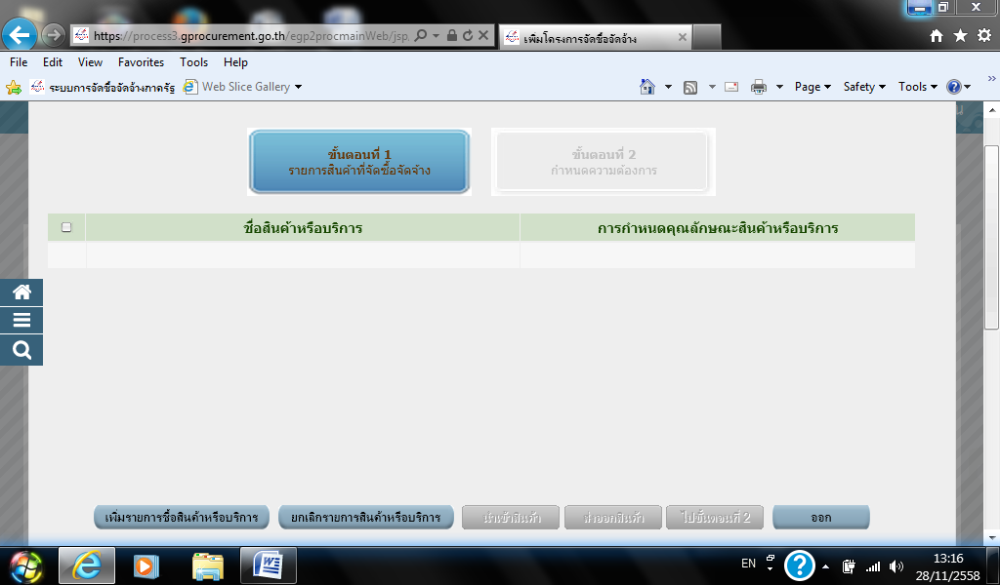 https://process3.gprocurement.go.th/egp2procmainWeb/jsp
เพิ่มโครงการจัดซื้อจัดจ้าง
File Edit View Favorites Tools Help
ระบบการจัดซื้อจัดจ้างภาครัฐ Web Slice Gallery Page Safety Tools
ขั้นตอนที่ 1
รายการสินค้าที่จัดซื้อจัดจ้าง
ขั้นตอนที่ 2
กำหนดความต้องการ
ชื่อสินค้าหรือบริการ การกำหนดคุณลักษณะสินค้าหรือบริการ
เพิ่มรายการชื่อสินค้าหรือบริการ ยกเลิกรายการสินค้าหรือบริการ นำเข้าสินค้า ส่งออกสินค้า ไปขั้นตอนที่ 2 ออก
EN 13:16
28/11/2558